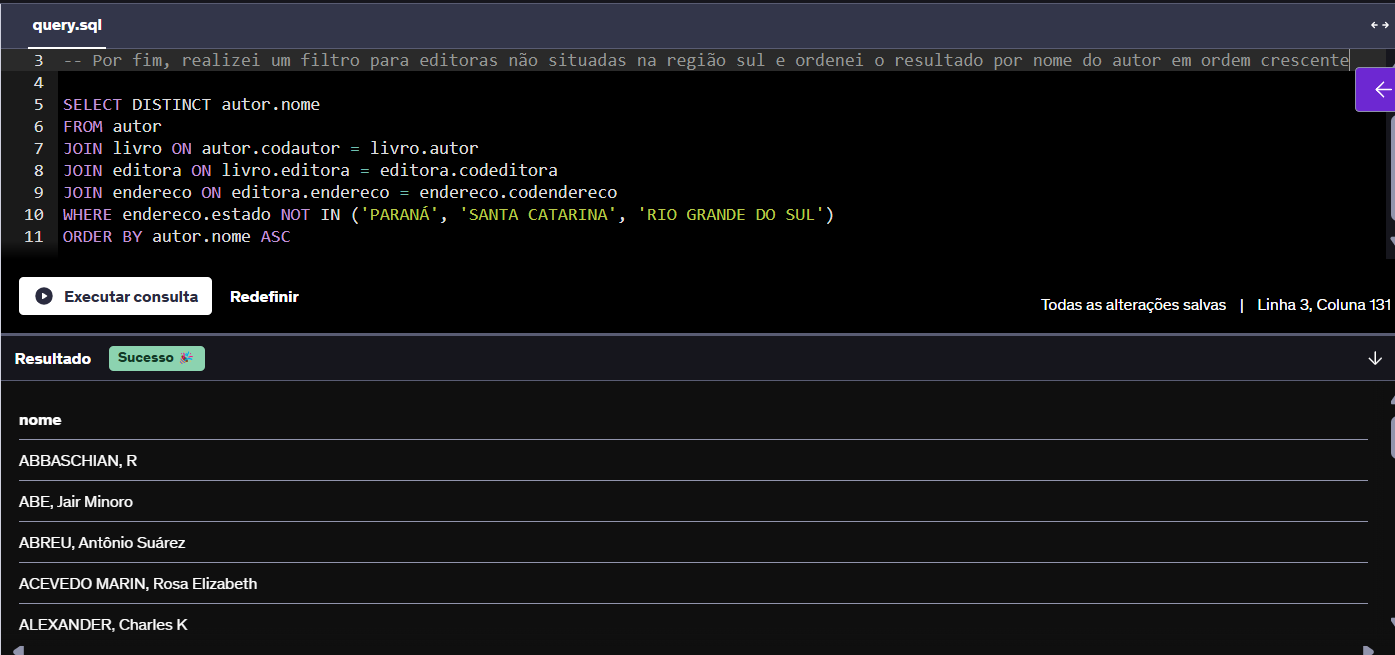 query.sql
3 -- Por fim, realizei um filtro para editoras não situadas na região sul e ordenei o resultado por nome do autor em ordem crescente
4
5 SELECT DISTINCT autor.nome
6 FROM autor
7 JOIN livro ON autor.codautor = livro.autor
8 JOIN editora ON livro.editora = editora.codeditora
9 JOIN endereco ON editora.endereco = endereco.codendereco
10 WHERE endereco.estado NOT IN ('PARANÁ', 'SANTA CATARINA', 'RIO GRANDE DO SUL')
11 ORDER BY autor.nome ASC
Executar consulta Redefinir
Todas as alterações salvas | Linha 3, Coluna 131
Resultado Sucesso 🎉
nome
ABBASCHIAN, R
ABE, Jair Minoro
ABREU, Antônio Suárez
ACEVEDO MARIN, Rosa Elizabeth
ALEXANDER, Charles K